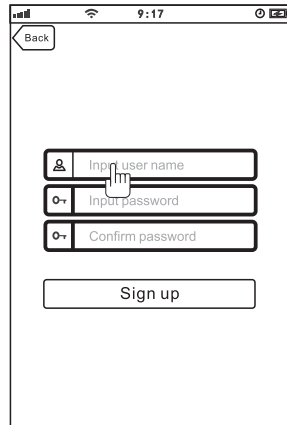 9:17
Back
Input user name
Input password
Confirm password
Sign up